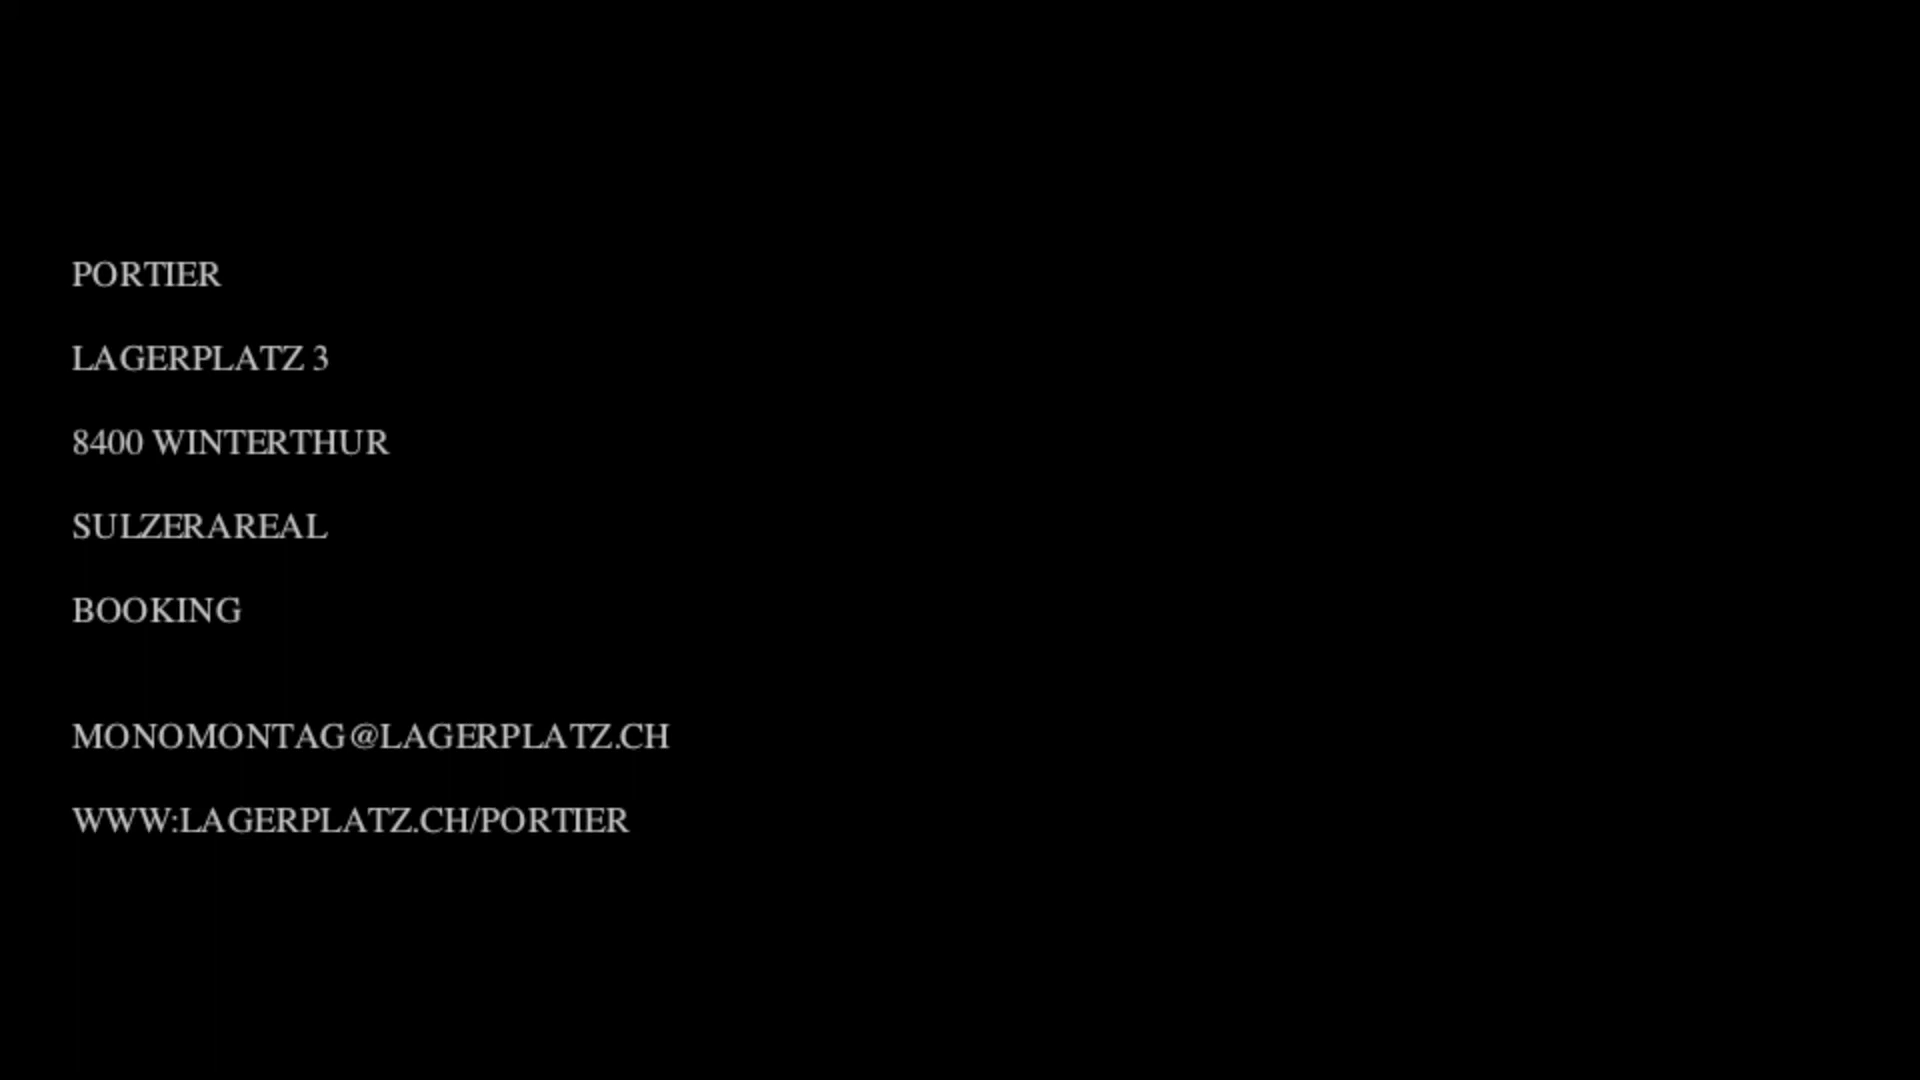 PORTIER
LAGERPLATZ 3
8400 WINTERTHUR
SULZERAREAL
BOOKING
MONOMONTAG@LAGERPLATZ.CH
WWW:LAGERPLATZ.CH/PORTIER